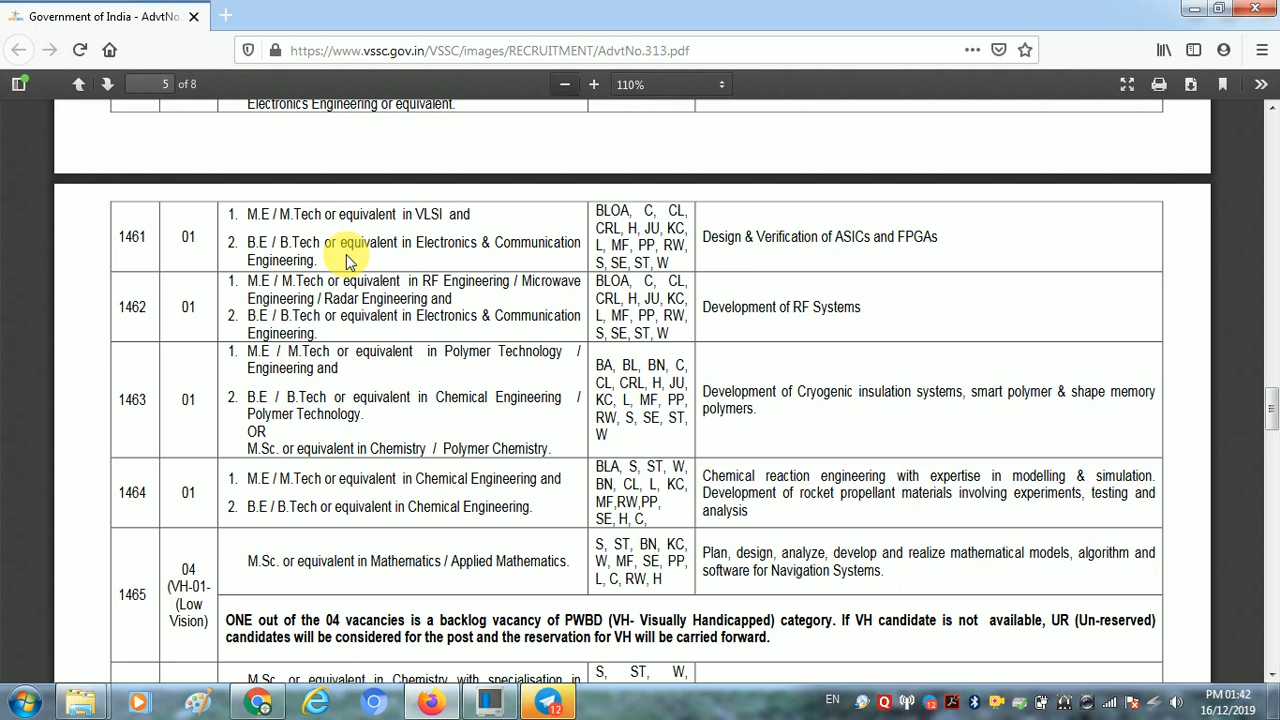 Government of India - AdvtNo.
https://www.vssc.gov.in/VSSC/images/RECRUITMENT/AdvtNo.313.pdf
5 of 8
110%
Electronics Engineering or equivalent.
1461
01
1. M.E / M.Tech or equivalent in VLSI and
2. B.E / B.Tech or equivalent in Electronics & Communication
Engineering.
BLOA, C, CL,
CRL, H, JU, KC,
L, MF, PP, RW,
S, SE, ST, W
Design & Verification of ASICs and FPGAs
1462
01
1. M.E / M.Tech or equivalent in RF Engineering / Microwave
Engineering / Radar Engineering and
2. B.E / B.Tech or equivalent in Electronics & Communication
Engineering.
BLOA, C, CL,
CRL, H, JU, KC,
L, MF, PP, RW,
S, SE, ST, W
Development of RF Systems
1463
01
1. M.E / M.Tech or equivalent in Polymer Technology /
Engineering and
2. B.E / B.Tech or equivalent in Chemical Engineering /
Polymer Technology.
OR
M.Sc. or equivalent in Chemistry / Polymer Chemistry.
BA, BL, BN, C,
CL, CRL, H, JU,
KC, L, MF, PP,
RW, S, SE, ST,
W
Development of Cryogenic insulation systems, smart polymer & shape memory
polymers.
1464
01
1. M.E / M.Tech or equivalent in Chemical Engineering and
2. B.E / B.Tech or equivalent in Chemical Engineering.
BLA, S, ST, W,
BN, CL, L, KC,
MF,RW,PP,
SE, H, C,
Chemical reaction engineering with expertise in modelling & simulation.
Development of rocket propellant materials involving experiments, testing and
analysis
1465
04
(VH-01-
(Low
Vision)
M.Sc. or equivalent in Mathematics / Applied Mathematics.
S, ST, BN, KC,
W, MF, SE, PP,
L, C, RW, H
Plan, design, analyze, develop and realize mathematical models, algorithm and
software for Navigation Systems.
ONE out of the 04 vacancies is a backlog vacancy of PWBD (VH- Visually Handicapped) category. If VH candidate is not available, UR (Un-reserved)
candidates will be considered for the post and the reservation for VH will be carried forward.
M.Sc. or equivalent in Chemistry with specialisation in
S, ST, W,
12
EN
12
PM 01:42
16/12/2019